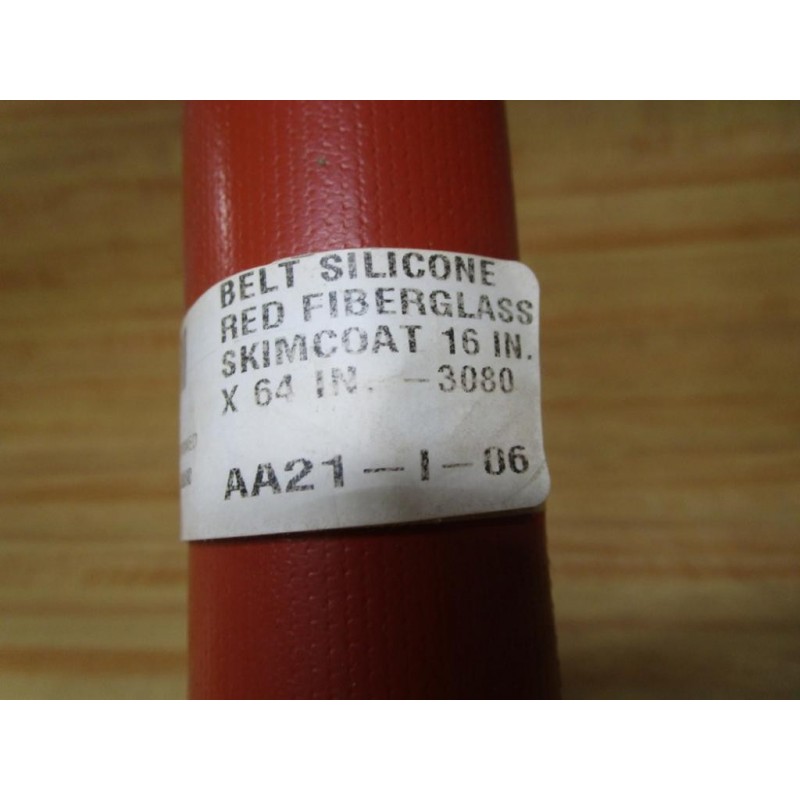 BELT SILICONE
RED FIBERGLASS
SKIMCOAT 16 IN.
X 64 IN. -3080
AA21-I-06